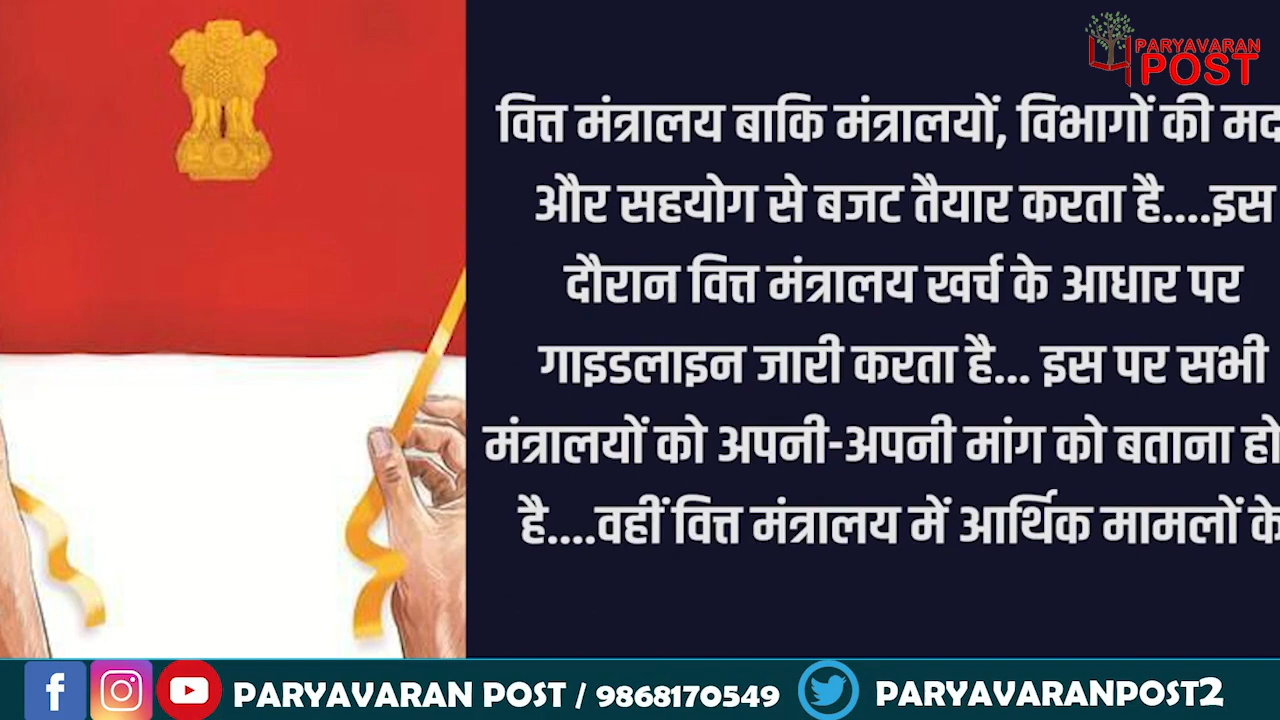 PARYAVARAN
POST
वित्त मंत्रालय बाकि मंत्रालयों, विभागों की
और सहयोग से बजट तैयार करता है....इस
दौरान वित्त मंत्रालय खर्च के आधार पर
गाइडलाइन जारी करता है... इस पर सभी
मंत्रालयों को अपनी-अपनी मांग को बताना
है....वहीं वित्त मंत्रालय में आर्थिक मामलों के
PARYAVARAN POST / 9868170549
PARYAVARANPOST2